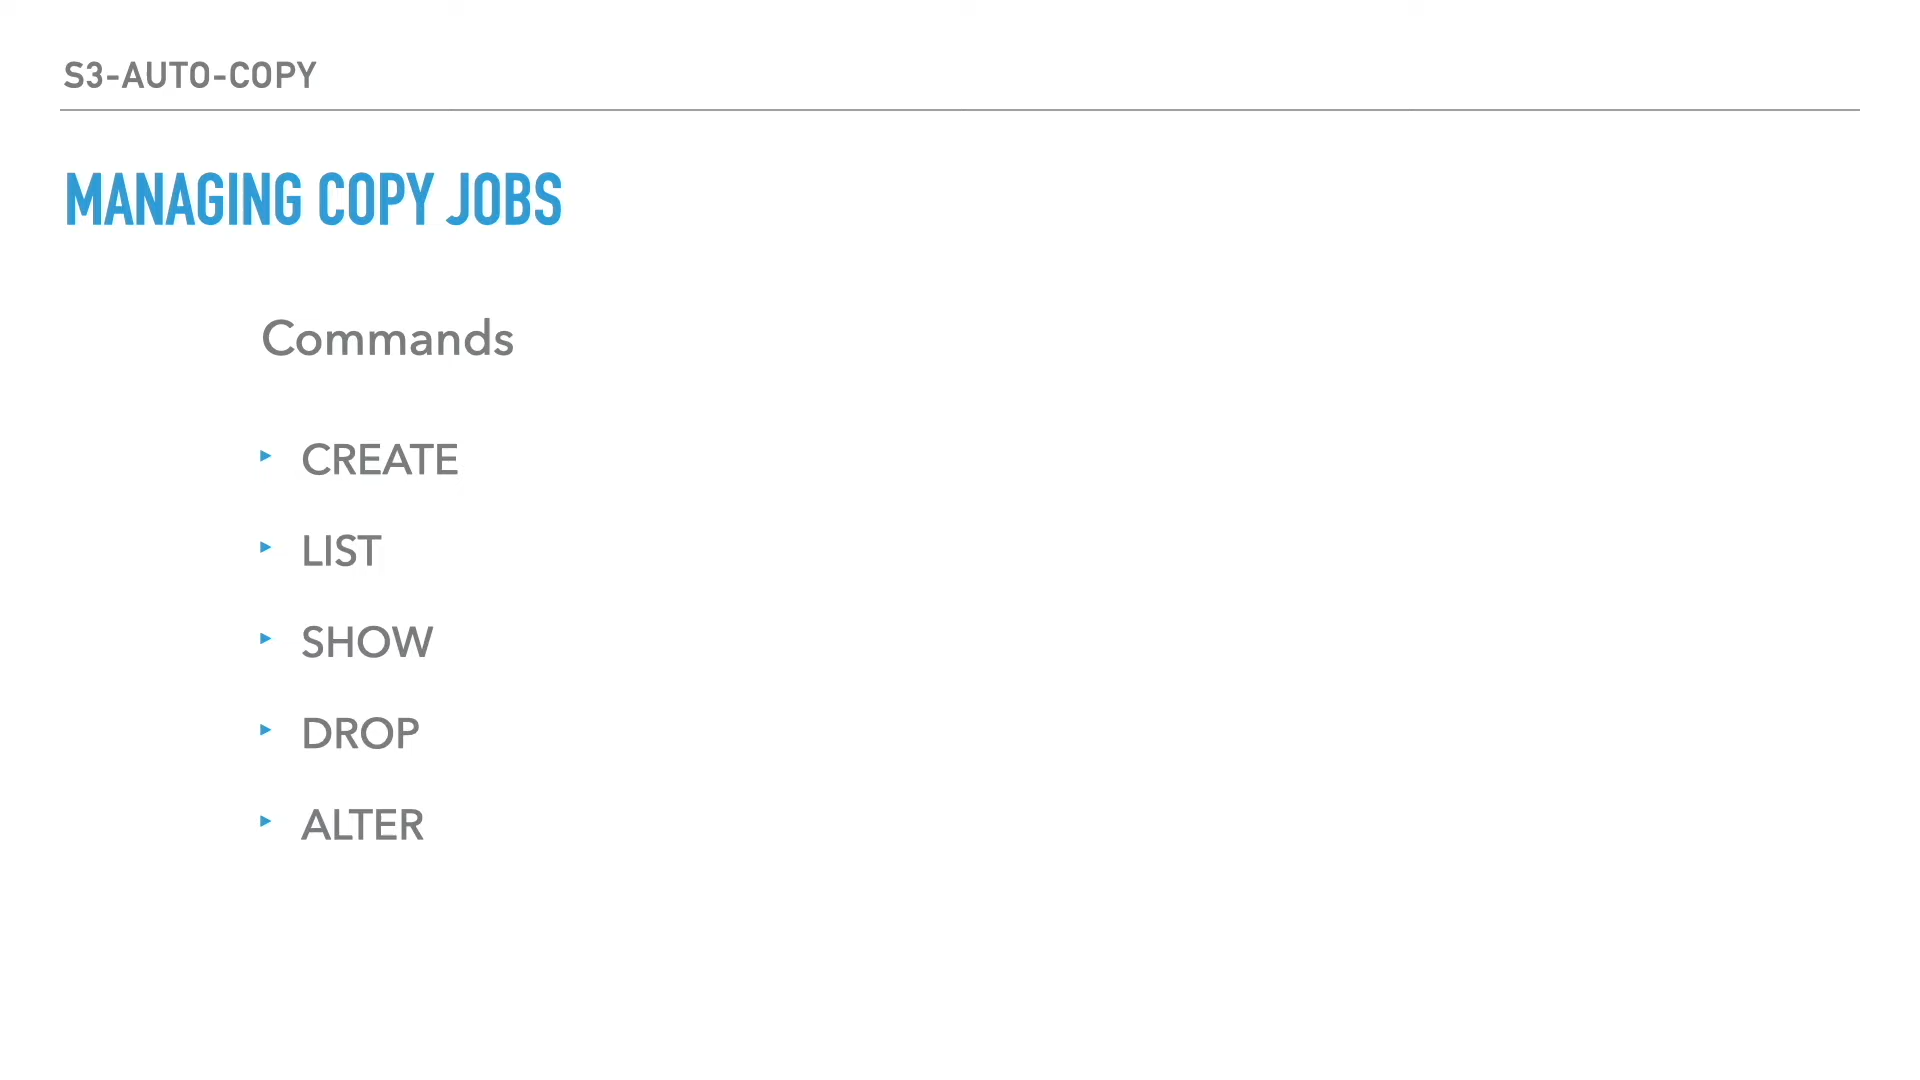 S3-AUTO-COPY
MANAGING COPY JOBS
Commands
‣ CREATE
‣ LIST
‣ SHOW
‣ DROP
‣ ALTER